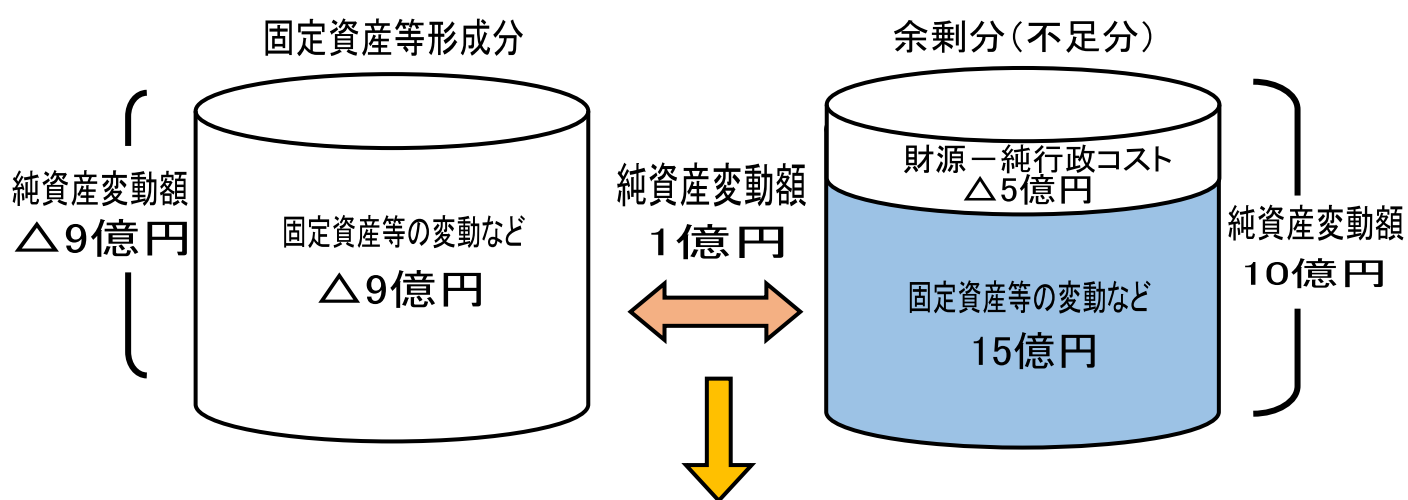 固定資産等形成分
純資産変動額
△9億円
固定資産等の変動など
△9億円
純資産変動額
1億円
余剰分（不足分）
財源－純行政コスト
△5億円
固定資産等の変動など
15億円
純資産変動額
10億円